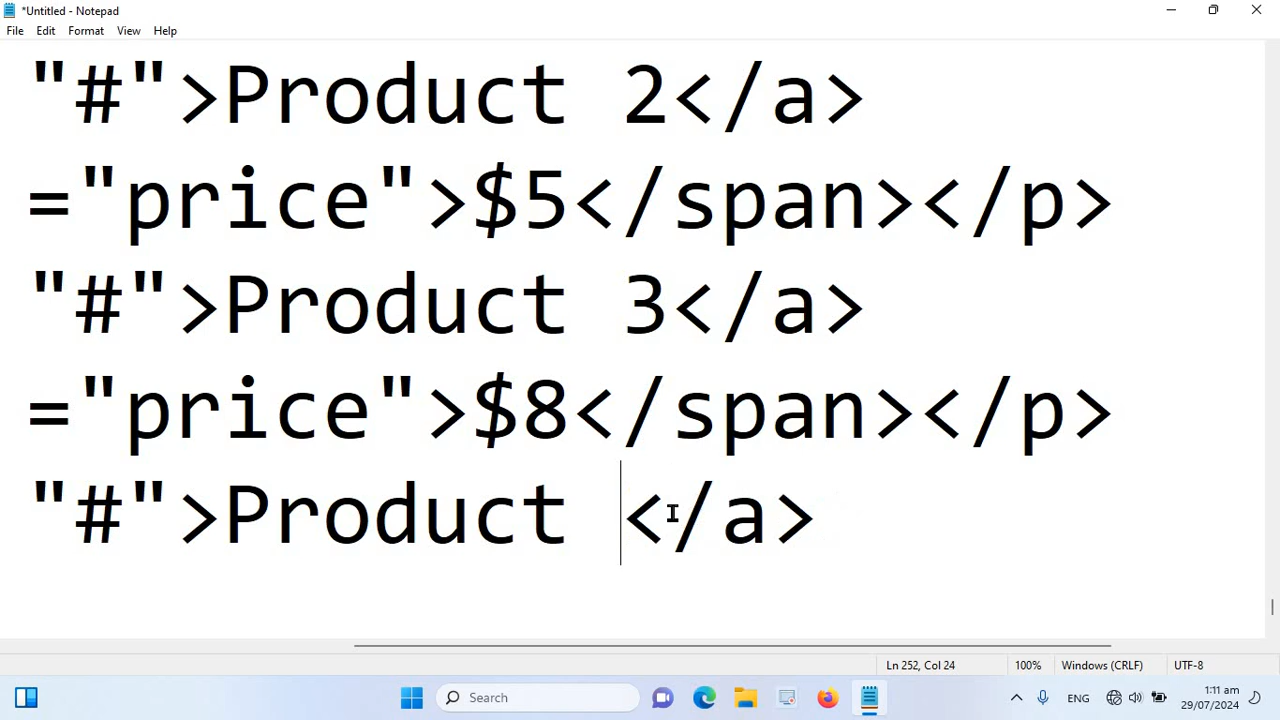 *Untitled - Notepad
File Edit Format View Help
"#">Product 2</a>
="price">$5</span></p>
"#">Product 3</a>
="price">$8</span></p>
"#">Product </a>
Ln 252, Col 24 100% Windows (CRLF) UTF-8
Search ENG 1:11 am
29/07/2024